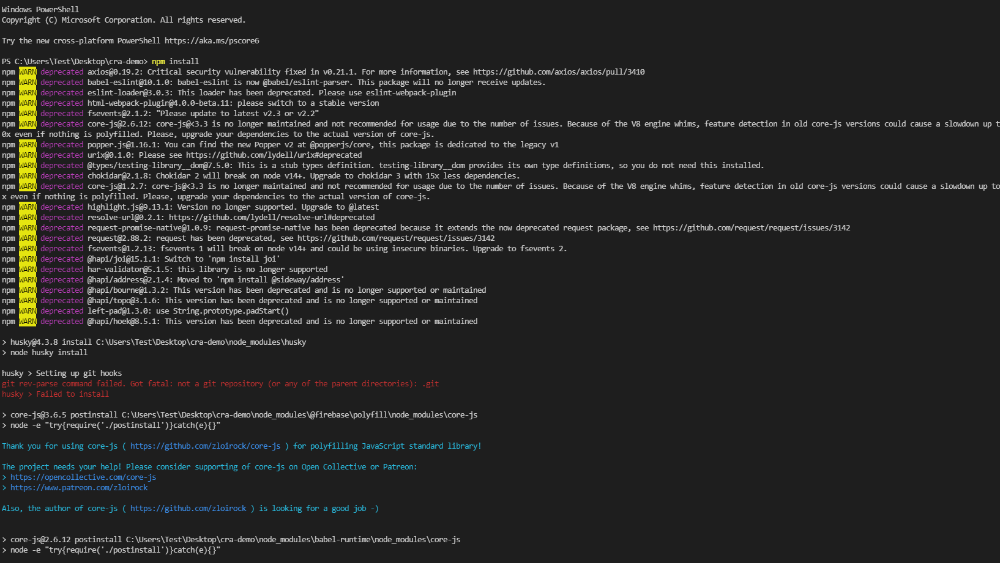 Windows PowerShell
Copyright (C) Microsoft Corporation. All rights reserved.
Try the new cross-platform PowerShell https://aka.ms/pscore6
PS C:\Users\Test\Desktop\cra-demo> npm install
npm WARN deprecated axios@0.19.2: Critical security vulnerability fixed in v0.21.1. For more information, see https://github.com/axios/axios/pull/3410
npm WARN deprecated babel-eslint@10.1.0: babel-eslint is now @babel/eslint-parser. This package will no longer receive updates.
npm WARN deprecated eslint-loader@3.0.3: This loader has been deprecated. Please use eslint-webpack-plugin
npm WARN deprecated html-webpack-plugin@4.0.0-beta.11: please switch to a stable version
npm WARN deprecated fsevents@2.1.2: "Please update to latest v2.3 or v2.2"
npm WARN deprecated core-js@2.6.12: core-js@<3.3 is no longer maintained and not recommended for usage due to the number of issues. Because of the V8 engine whims, feature detection in old core-js versions could cause a slowdown up t
0x even if nothing is polyfilled. Please, upgrade your dependencies to the actual version of core-js.
npm WARN deprecated popper.js@1.16.1: You can find the new Popper v2 at @popperjs/core, this package is dedicated to the legacy v1
npm WARN deprecated urix@0.1.0: Please see https://github.com/lydell/urix#deprecated
npm WARN deprecated @types/testing-library__dom@7.5.0: This is a stub types definition. testing-library__dom provides its own type definitions, so you do not need this installed.
npm WARN deprecated chokidar@2.1.8: Chokidar 2 will break on node v14+. Upgrade to chokidar 3 with 15x less dependencies.
npm WARN deprecated core-js@1.2.7: core-js@<3.3 is no longer maintained and not recommended for usage due to the number of issues. Because of the V8 engine whims, feature detection in old core-js versions could cause a slowdown up to
x even if nothing is polyfilled. Please, upgrade your dependencies to the actual version of core-js.
npm WARN deprecated highlight.js@9.13.1: Version no longer supported. Upgrade to @latest
npm WARN deprecated resolve-url@0.2.1: https://github.com/lydell/resolve-url#deprecated
npm WARN deprecated request-promise-native@1.0.9: request-promise-native has been deprecated because it extends the now deprecated request package, see https://github.com/request/request/issues/3142
npm WARN deprecated request@2.88.2: request has been deprecated, see https://github.com/request/request/issues/3142
npm WARN deprecated fsevents@1.2.13: fsevents 1 will break on node v14+ and could be using insecure binaries. Upgrade to fsevents 2.
npm WARN deprecated @hapi/joi@15.1.1: Switch to 'npm install joi'
npm WARN deprecated har-validator@5.1.5: this library is no longer supported
npm WARN deprecated @hapi/address@2.1.4: Moved to 'npm install @sideway/address'
npm WARN deprecated @hapi/bourne@1.3.2: This version has been deprecated and is no longer supported or maintained
npm WARN deprecated @hapi/topo@3.1.6: This version has been deprecated and is no longer supported or maintained
npm WARN deprecated left-pad@1.3.0: use String.prototype.padStart()
npm WARN deprecated @hapi/hoek@8.5.1: This version has been deprecated and is no longer supported or maintained
> husky@4.3.8 install C:\Users\Test\Desktop\cra-demo\node_modules\husky
> node husky install
husky > Setting up git hooks
git rev-parse command failed. Got fatal: not a git repository (or any of the parent directories): .git
husky > Failed to install
> core-js@3.6.5 postinstall C:\Users\Test\Desktop\cra-demo\node_modules\@firebase\polyfill\node_modules\core-js
> node -e "try{require('./postinstall')}catch(e){}"
Thank you for using core-js ( https://github.com/zloirock/core-js ) for polyfilling JavaScript standard library!
The project needs your help! Please consider supporting of core-js on Open Collective or Patreon:
> https://opencollective.com/core-js
> https://www.patreon.com/zloirock
Also, the author of core-js ( https://github.com/zloirock ) is looking for a good job -)
> core-js@2.6.12 postinstall C:\Users\Test\Desktop\cra-demo\node_modules\babel-runtime\node_modules\core-js
> node -e "try{require('./postinstall')}catch(e){}"